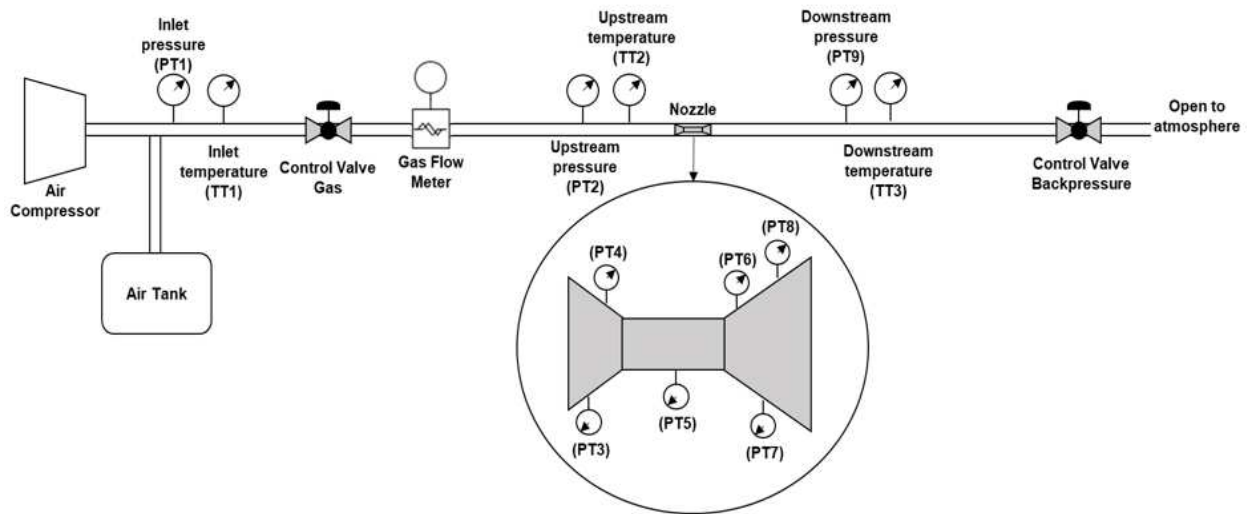 Inlet
pressure
(PT1)
Upstream
temperature
(TT2)
Downstream
pressure
(PT9)
Nozzle
Open to
atmosphere
Air
Compressor
Inlet
temperature
(TT1)
Control Valve
Gas
Gas Flow
Meter
Upstream
pressure
(PT2)
Downstream
temperature
(TT3)
Control Valve
Backpressure
Air Tank
(PT4)
(PT6)
(PT8)
(PT3)
(PT5)
(PT7)